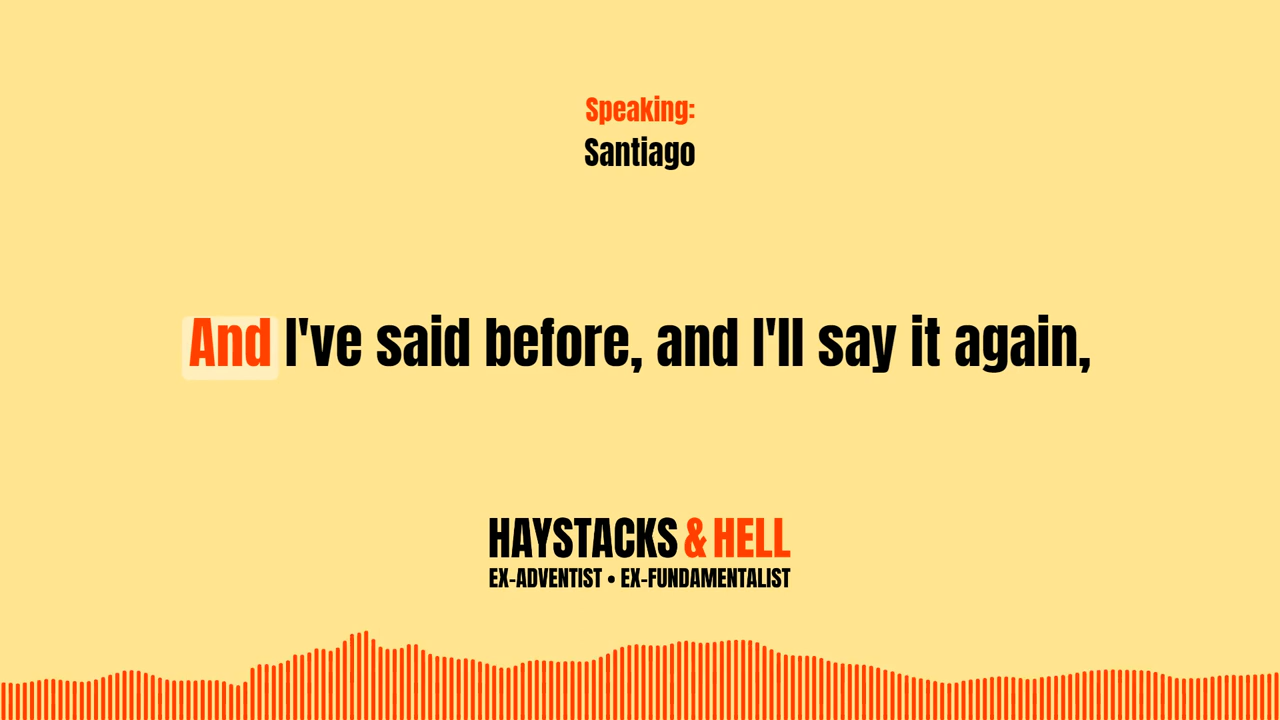 Speaking:
Santiago
And I've said before, and I'll say it again,
HAYSTACKS & HELL
EX-ADVENTIST • EX-FUNDAMENTALIST